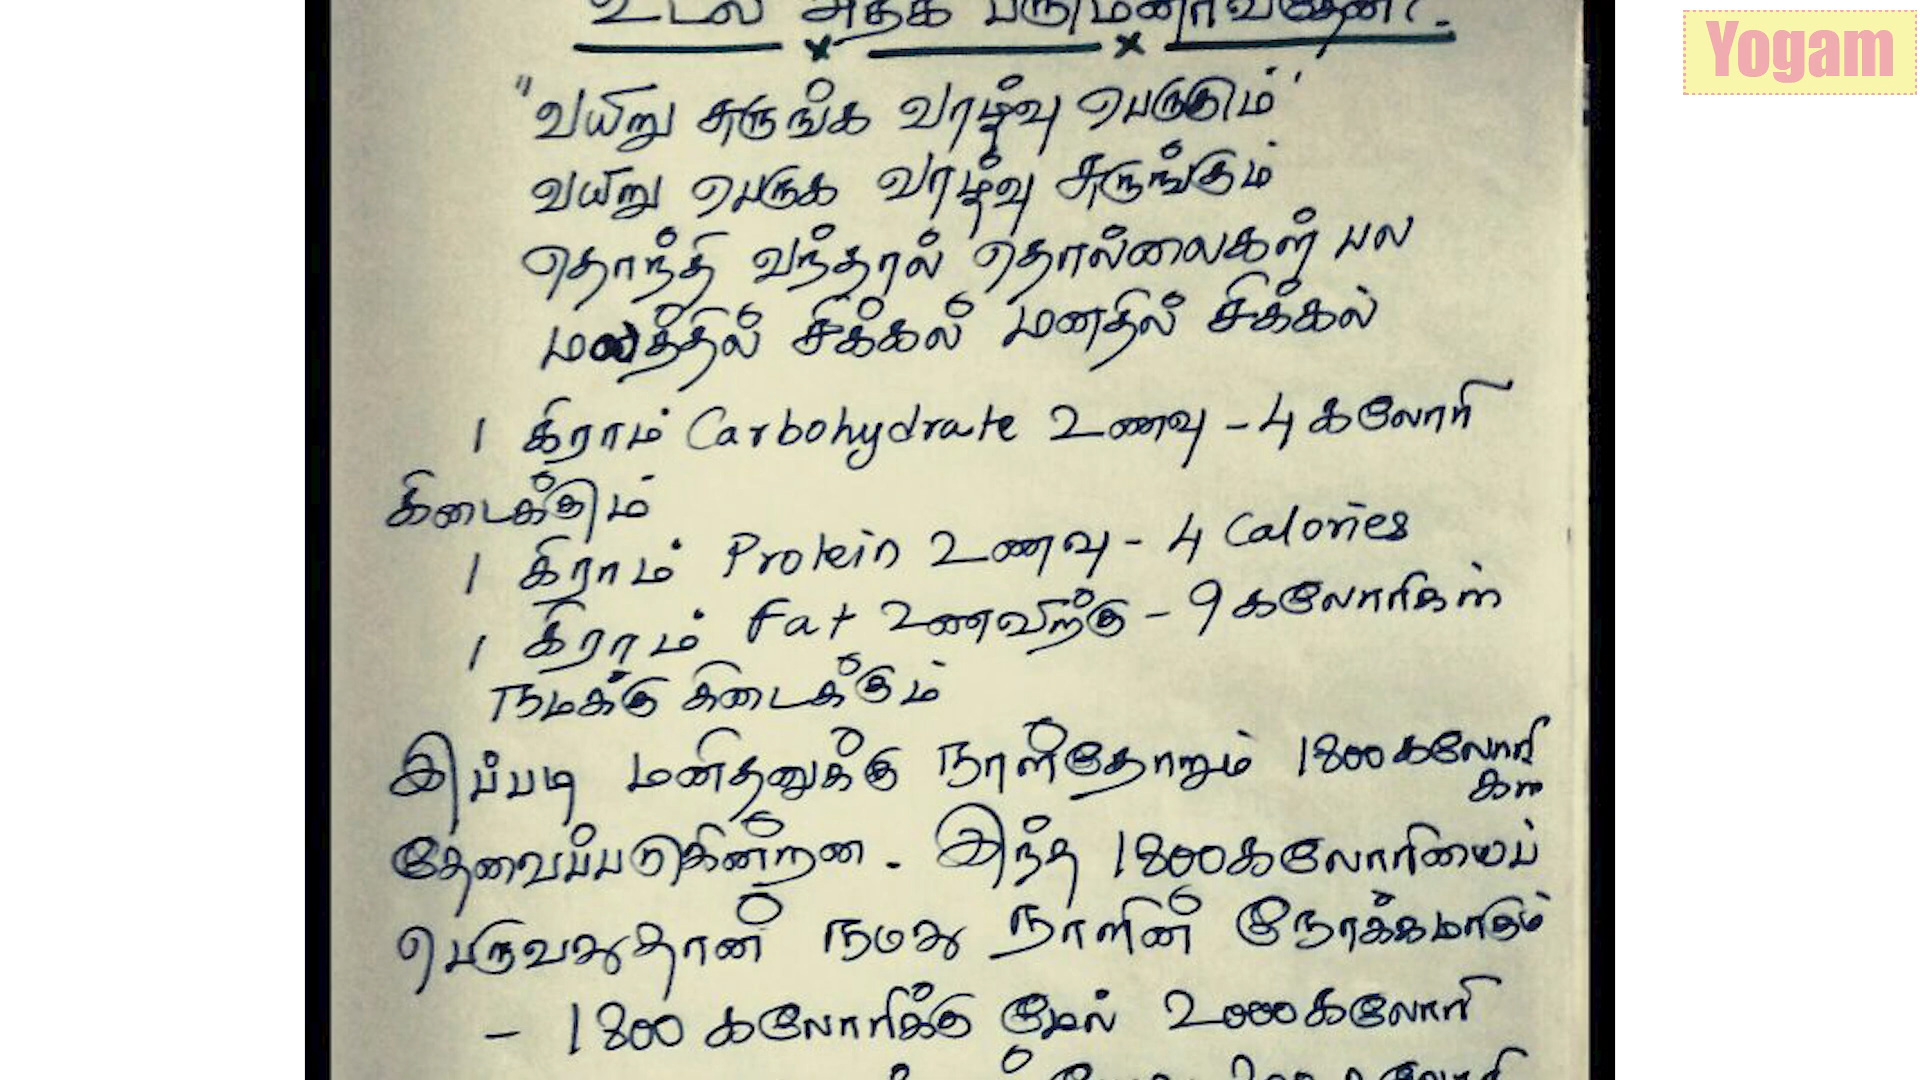 Yogam
உடல் அதிக பருமனாவதேன்?.
"வயிறு சுருங்க வாழ்வு பெருகும்"
வயிறு பெருக வாழ்வு சுருங்கும்
தொந்தி வந்தால் தொல்லைகள் பல
மலத்தில் சிக்கல் மனதில் சிக்கல்
1 கிராம் Carbohydrate உணவு - 4 கலோரி
கிடைக்கும்
1 கிராம் Protein உணவு - 4 Calories
1 கிராம் Fat உணவிற்கு - 9 கலோரிகள்
நமக்கு கிடைக்கும்
இப்படி மனிதனுக்கு நாள்தோறும் 1800 கலோரி
கள்
தேவைப்படுகின்றன. இந்த 1800 கலோரியைப்
பெருவதுதான் நமது நாளின் நோக்கமாகும்
- 1800 கலோரிக்கு மேல் 2000 கலோரி